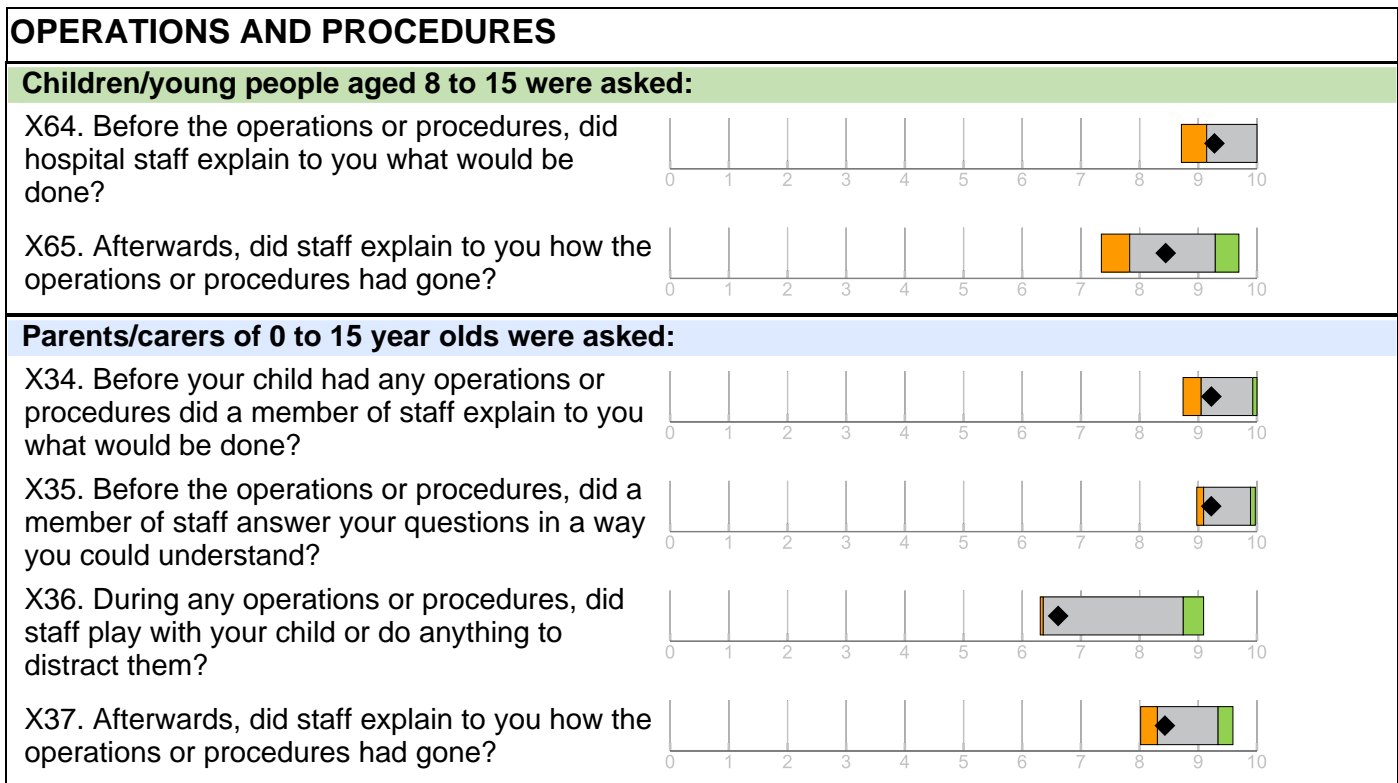 OPERATIONS AND PROCEDURES
Children/young people aged 8 to 15 were asked:
X64. Before the operations or procedures, did
hospital staff explain to you what would be
done?
0 1 2 3 4 5 6 7 8 9 10
X65. Afterwards, did staff explain to you how the
operations or procedures had gone?
0 1 2 3 4 5 6 7 8 9 10
Parents/carers of 0 to 15 year olds were asked:
X34. Before your child had any operations or
procedures did a member of staff explain to you
what would be done?
0 1 2 3 4 5 6 7 8 9 10
X35. Before the operations or procedures, did a
member of staff answer your questions in a way
you could understand?
0 1 2 3 4 5 6 7 8 9 10
X36. During any operations or procedures, did
staff play with your child or do anything to
distract them?
0 1 2 3 4 5 6 7 8 9 10
X37. Afterwards, did staff explain to you how the
operations or procedures had gone?
0 1 2 3 4 5 6 7 8 9 10